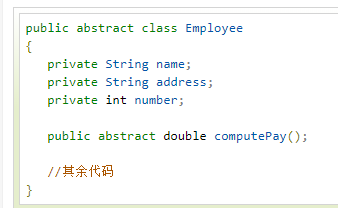 public abstract class Employee
{
private String name;
private String address;
private int number;
public abstract double computePay();
//其余代码
}